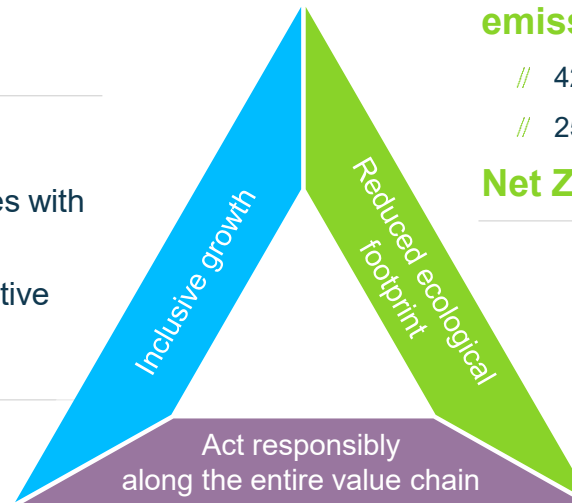 es with
tive
Inclusive growth
Reduced ecological
footprint
Act responsibly
along the entire value chain
emiss
// 42
// 25
Net Z